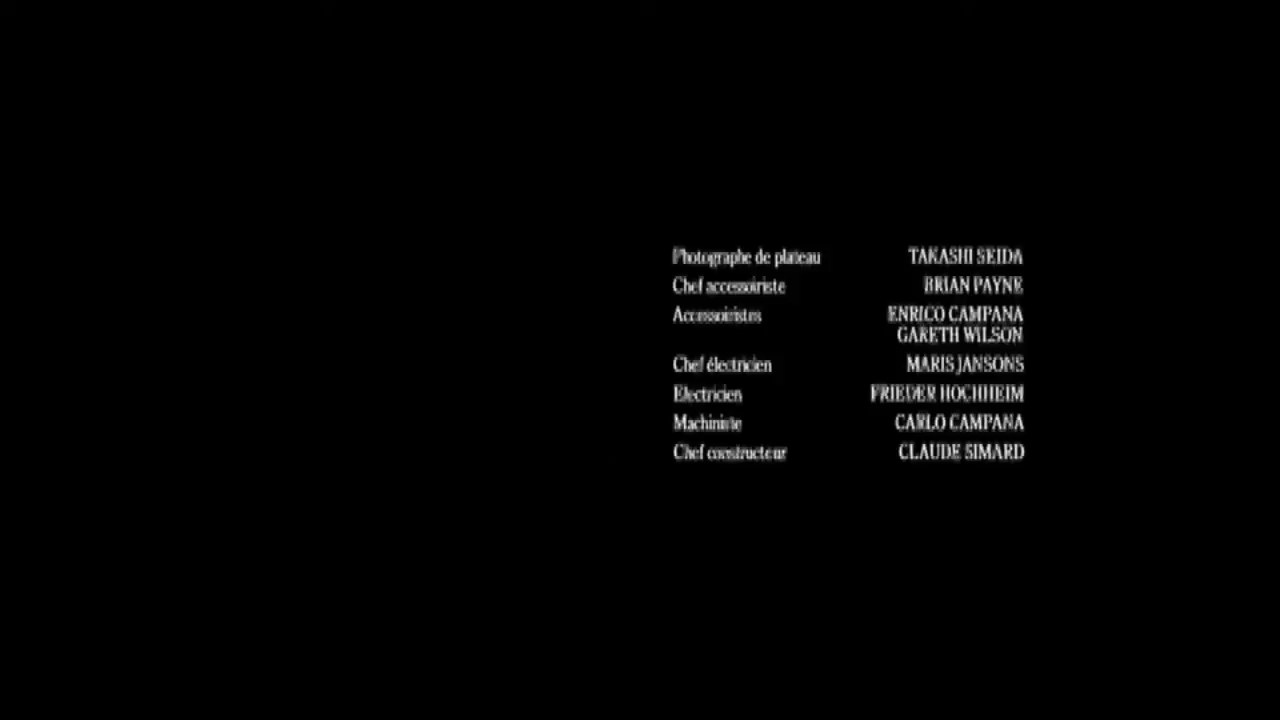 Photographe de plateau TAKASHI SEIDA
Chef accessoiriste BRIAN PAYNE
Accessoiristes ENRICO CAMPANA
GARETH WILSON
Chef électricien MARIS JANSONS
Electricien FRIEDER HOCHHEIM
Machiniste CARLO CAMPANA
Chef constructeur CLAUDE SIMARD